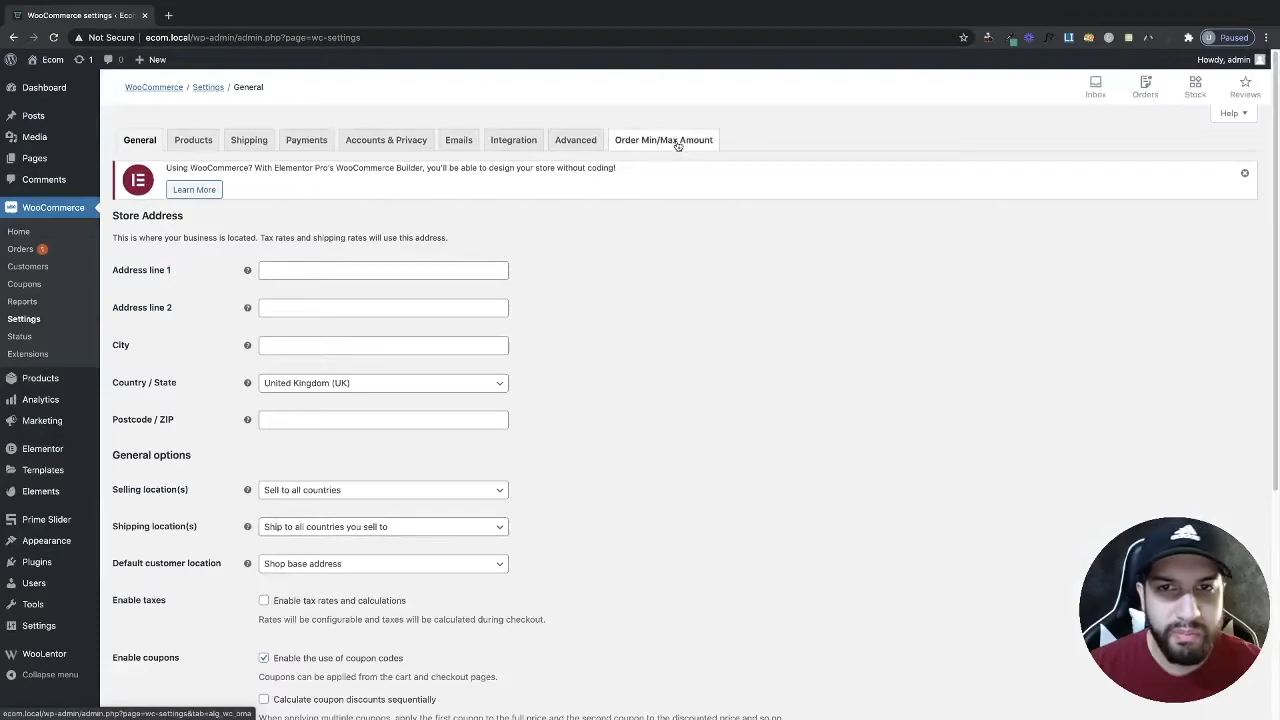 WooCommerce settings ‹ Ecom
Not Secure | ecom.local/wp-admin/admin.php?page=wc-settings
Paused
Ecom 1 0 New
Howdy, admin
Dashboard
Posts
Media
Pages
Comments
WooCommerce
Home
Orders 1
Customers
Coupons
Reports
Settings
Status
Extensions
Products
Analytics
Marketing
Elementor
Templates
Elements
Prime Slider
Appearance
Plugins
Users
Tools
Settings
WooLentor
Collapse menu
WooCommerce / Settings / General
Inbox
Orders
Stock
Reviews
Help
General
Products
Shipping
Payments
Accounts & Privacy
Emails
Integration
Advanced
Order Min/Max Amount
Using WooCommerce? With Elementor Pro's WooCommerce Builder, you'll be able to design your store without coding!
Learn More
Store Address
This is where your business is located. Tax rates and shipping rates will use this address.
Address line 1
Address line 2
City
Country / State
United Kingdom (UK)
Postcode / ZIP
General options
Selling location(s)
Sell to all countries
Shipping location(s)
Ship to all countries you sell to
Default customer location
Shop base address
Enable taxes
Enable tax rates and calculations
Rates will be configurable and taxes will be calculated during checkout.
Enable coupons
Enable the use of coupon codes
Coupons can be applied from the cart and checkout pages.
Calculate coupon discounts sequentially
When applying multiple coupons, apply the first coupon to the full price and the second coupon to the discounted price and so on.
ecom.local/wp-admin/admin.php?page=wc-settings&tab=alg_wc_oma